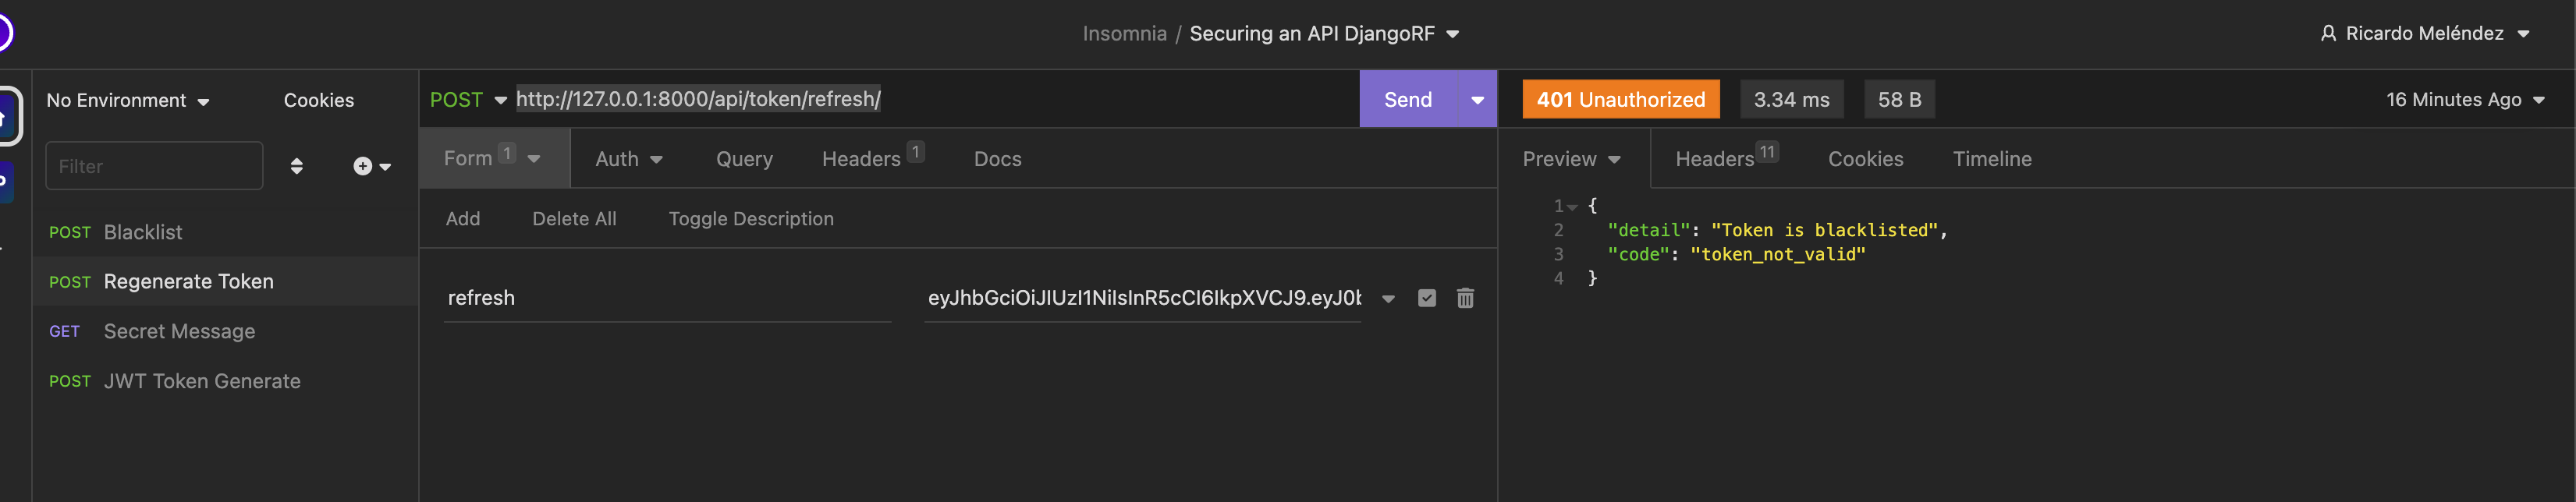 Insomnia / Securing an API DjangoRF
Ricardo Meléndez
No Environment
Cookies
Filter
POST Blacklist
POST Regenerate Token
GET Secret Message
POST JWT Token Generate
POST http://127.0.0.1:8000/api/token/refresh/
Send
Form 1 Auth Query Headers 1 Docs
Add Delete All Toggle Description
refresh
401 Unauthorized 3.34 ms 58 B 16 Minutes Ago
Preview Headers 11 Cookies Timeline
1 {
2 "detail": "Token is blacklisted",
3 "code": "token_not_valid"
4 }